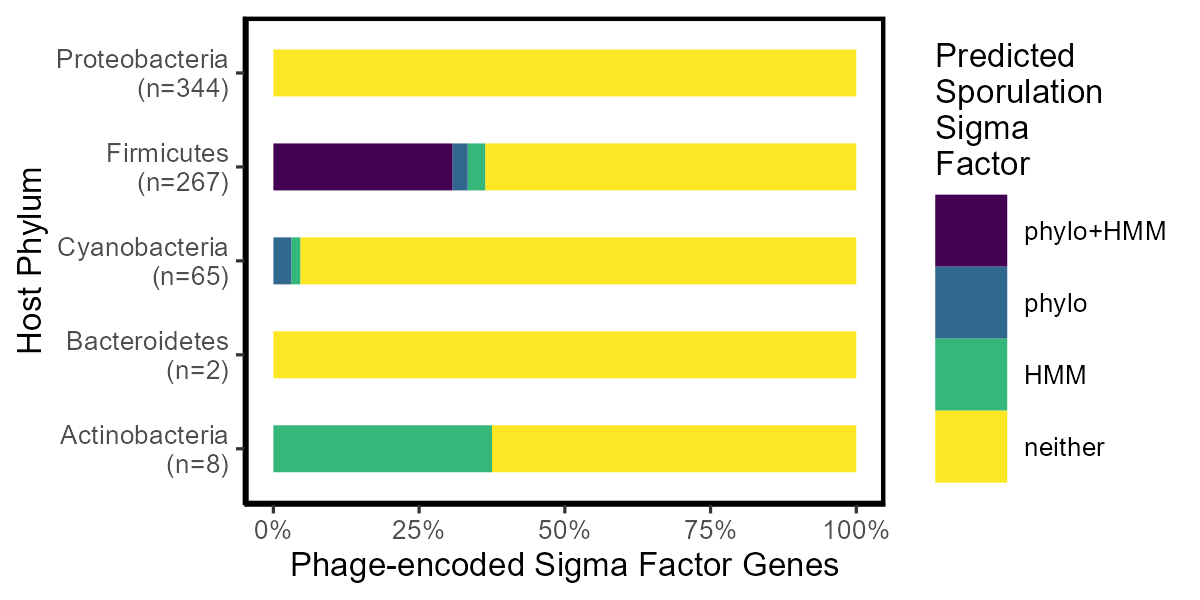 Host Phylum
Proteobacteria
(n=344)
Firmicutes
(n=267)
Cyanobacteria
(n=65)
Bacteroidetes
(n=2)
Actinobacteria
(n=8)
0% 25% 50% 75% 100%
Phage-encoded Sigma Factor Genes
Predicted
Sporulation
Sigma
Factor
phylo+HMM
phylo
HMM
neither